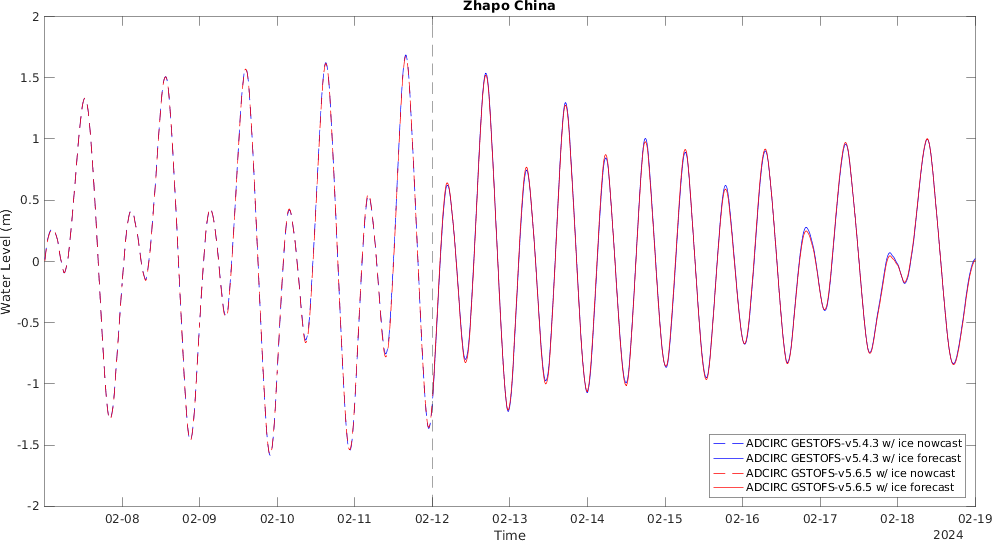 Zhapo China
2
1.5
1
0.5
0
-0.5
-1
-1.5
-2
Water Level (m)
02-08 02-09 02-10 02-11 02-12 02-13 02-14 02-15 02-16 02-17 02-18 02-19
Time
2024
ADCIRC GESTOFS-v5.4.3 w/ ice nowcast
ADCIRC GESTOFS-v5.4.3 w/ ice forecast
ADCIRC GSTOFS-v5.6.5 w/ ice nowcast
ADCIRC GSTOFS-v5.6.5 w/ ice forecast